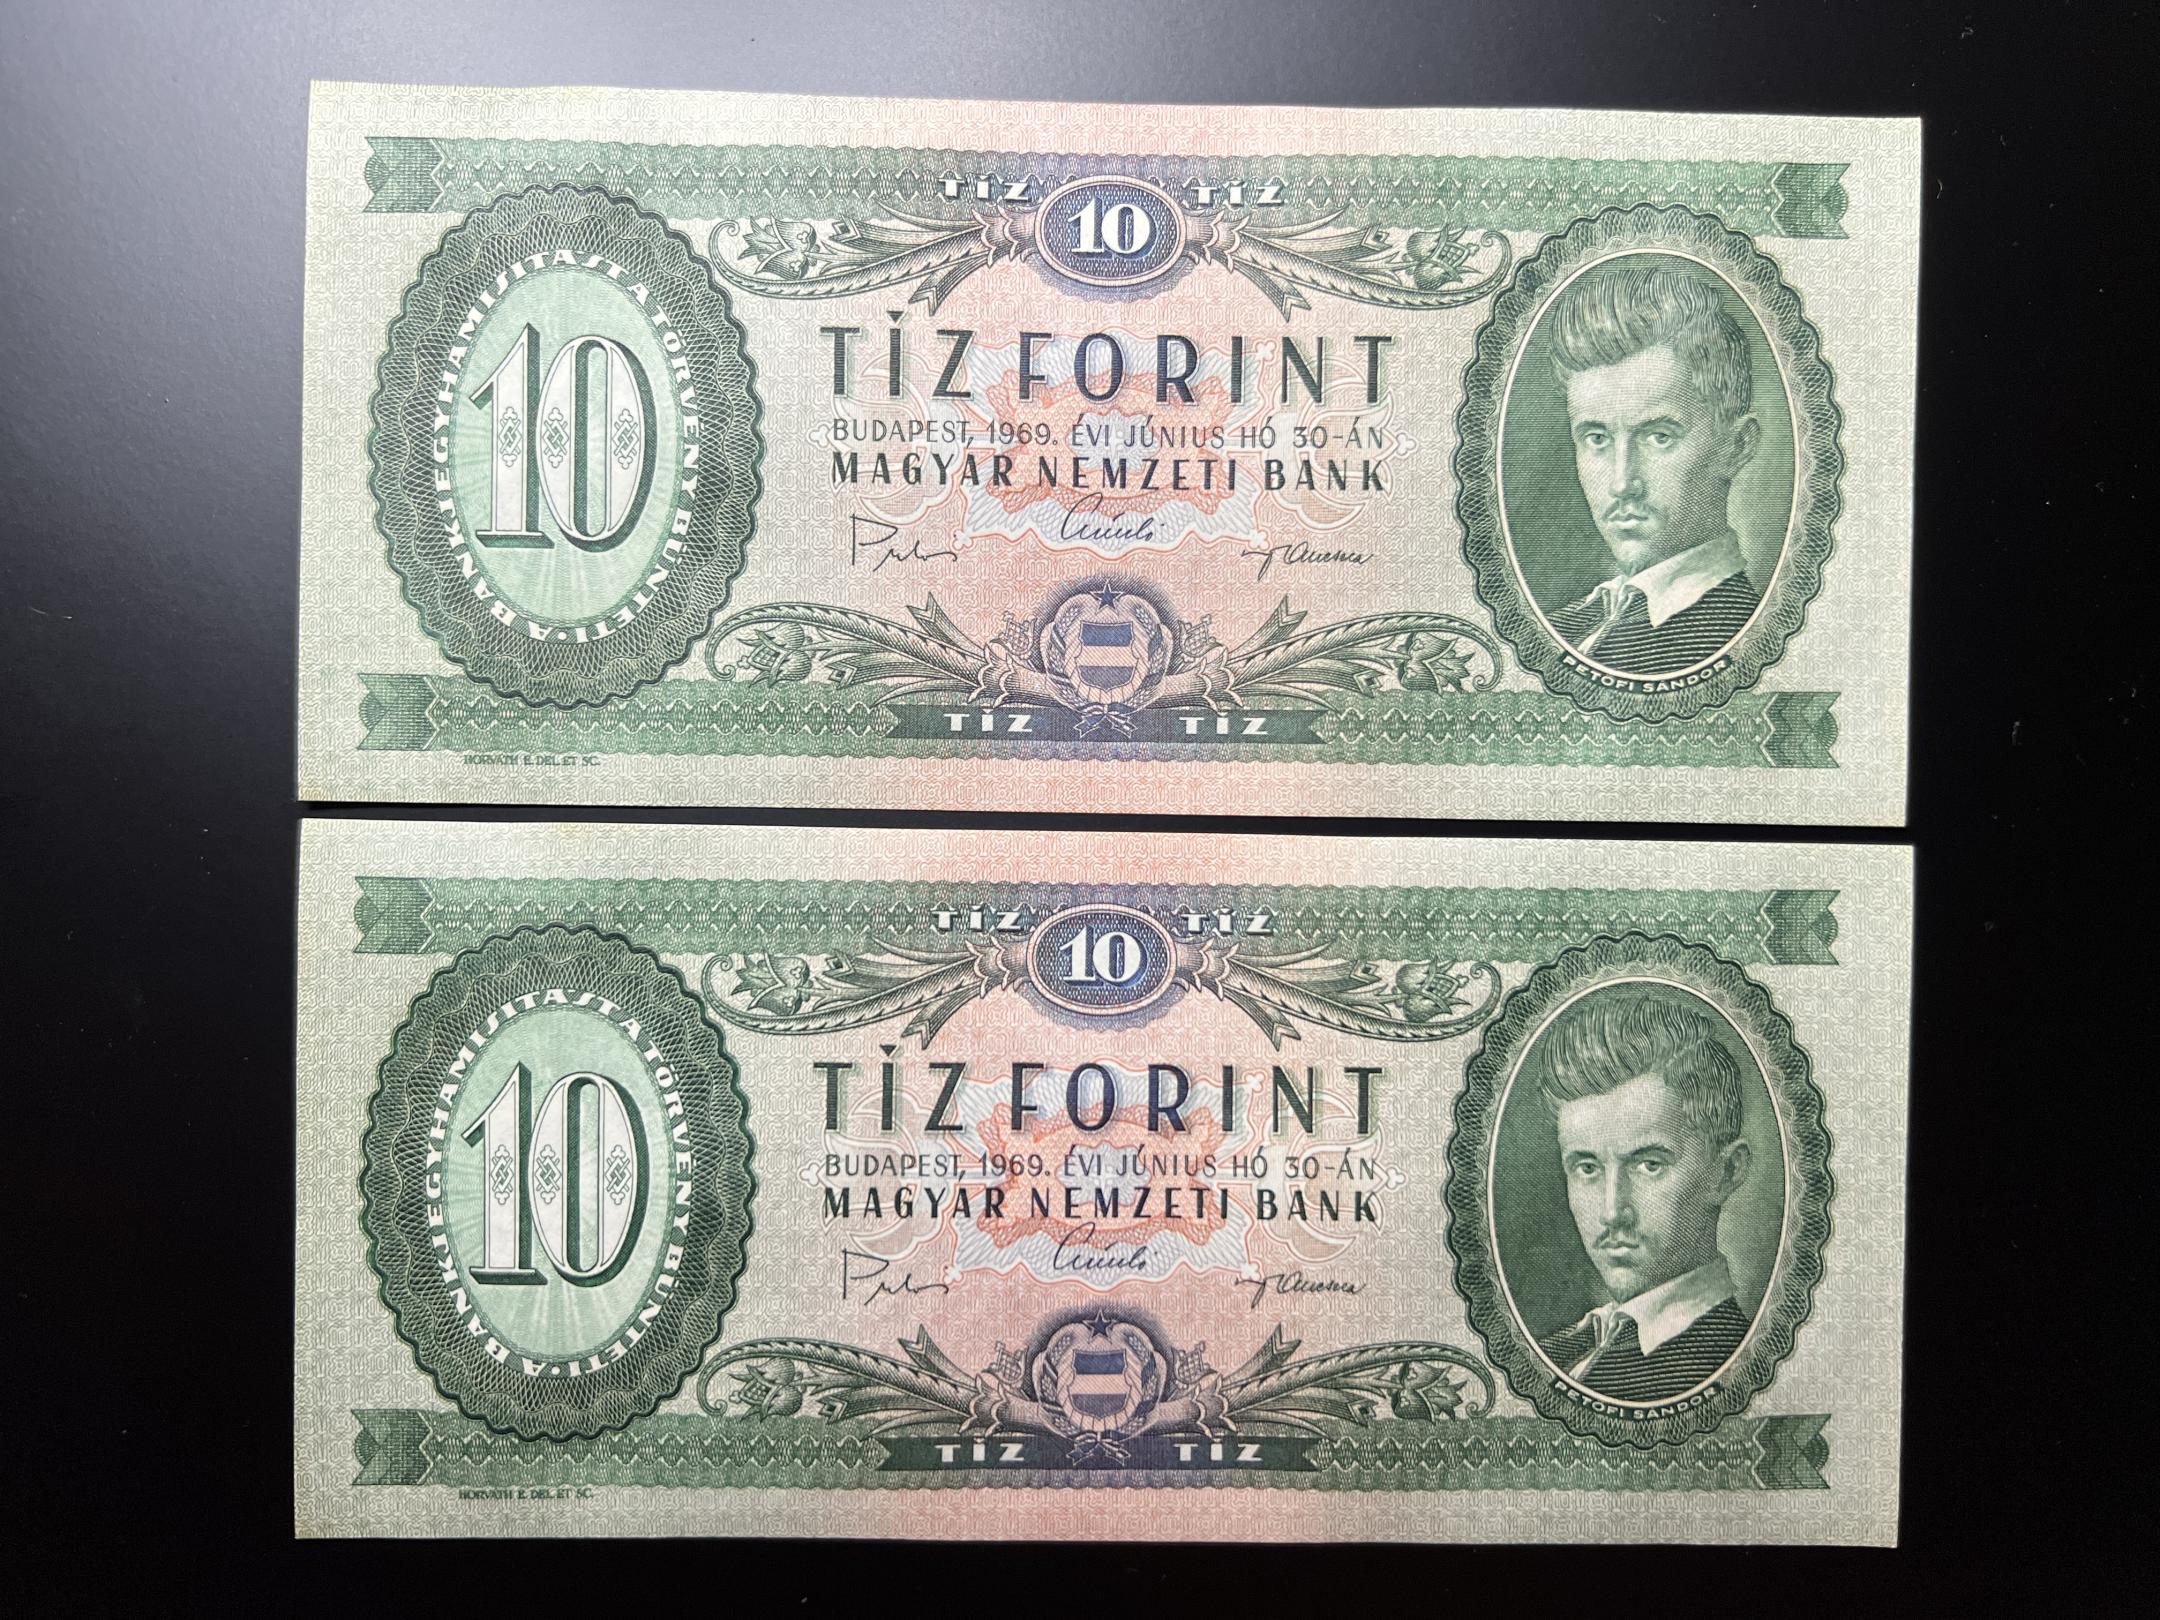 TÍZ 10 TÍZ
A BANKJEGYHAMISÍTÁST A TÖRVÉNY BÜNTETI •
10
TÍZ FORINT
BUDAPEST, 1969. ÉVI JÚNIUS HÓ 30-ÁN
MAGYAR NEMZETI BANK
PETŐFI SÁNDOR
TÍZ TÍZ
HORVÁTH E. DEL. ET SC.
TÍZ 10 TÍZ
A BANKJEGYHAMISÍTÁST A TÖRVÉNY BÜNTETI •
10
TÍZ FORINT
BUDAPEST, 1969. ÉVI JÚNIUS HÓ 30-ÁN
MAGYAR NEMZETI BANK
PETŐFI SÁNDOR
TÍZ TÍZ
HORVÁTH E. DEL. ET SC.